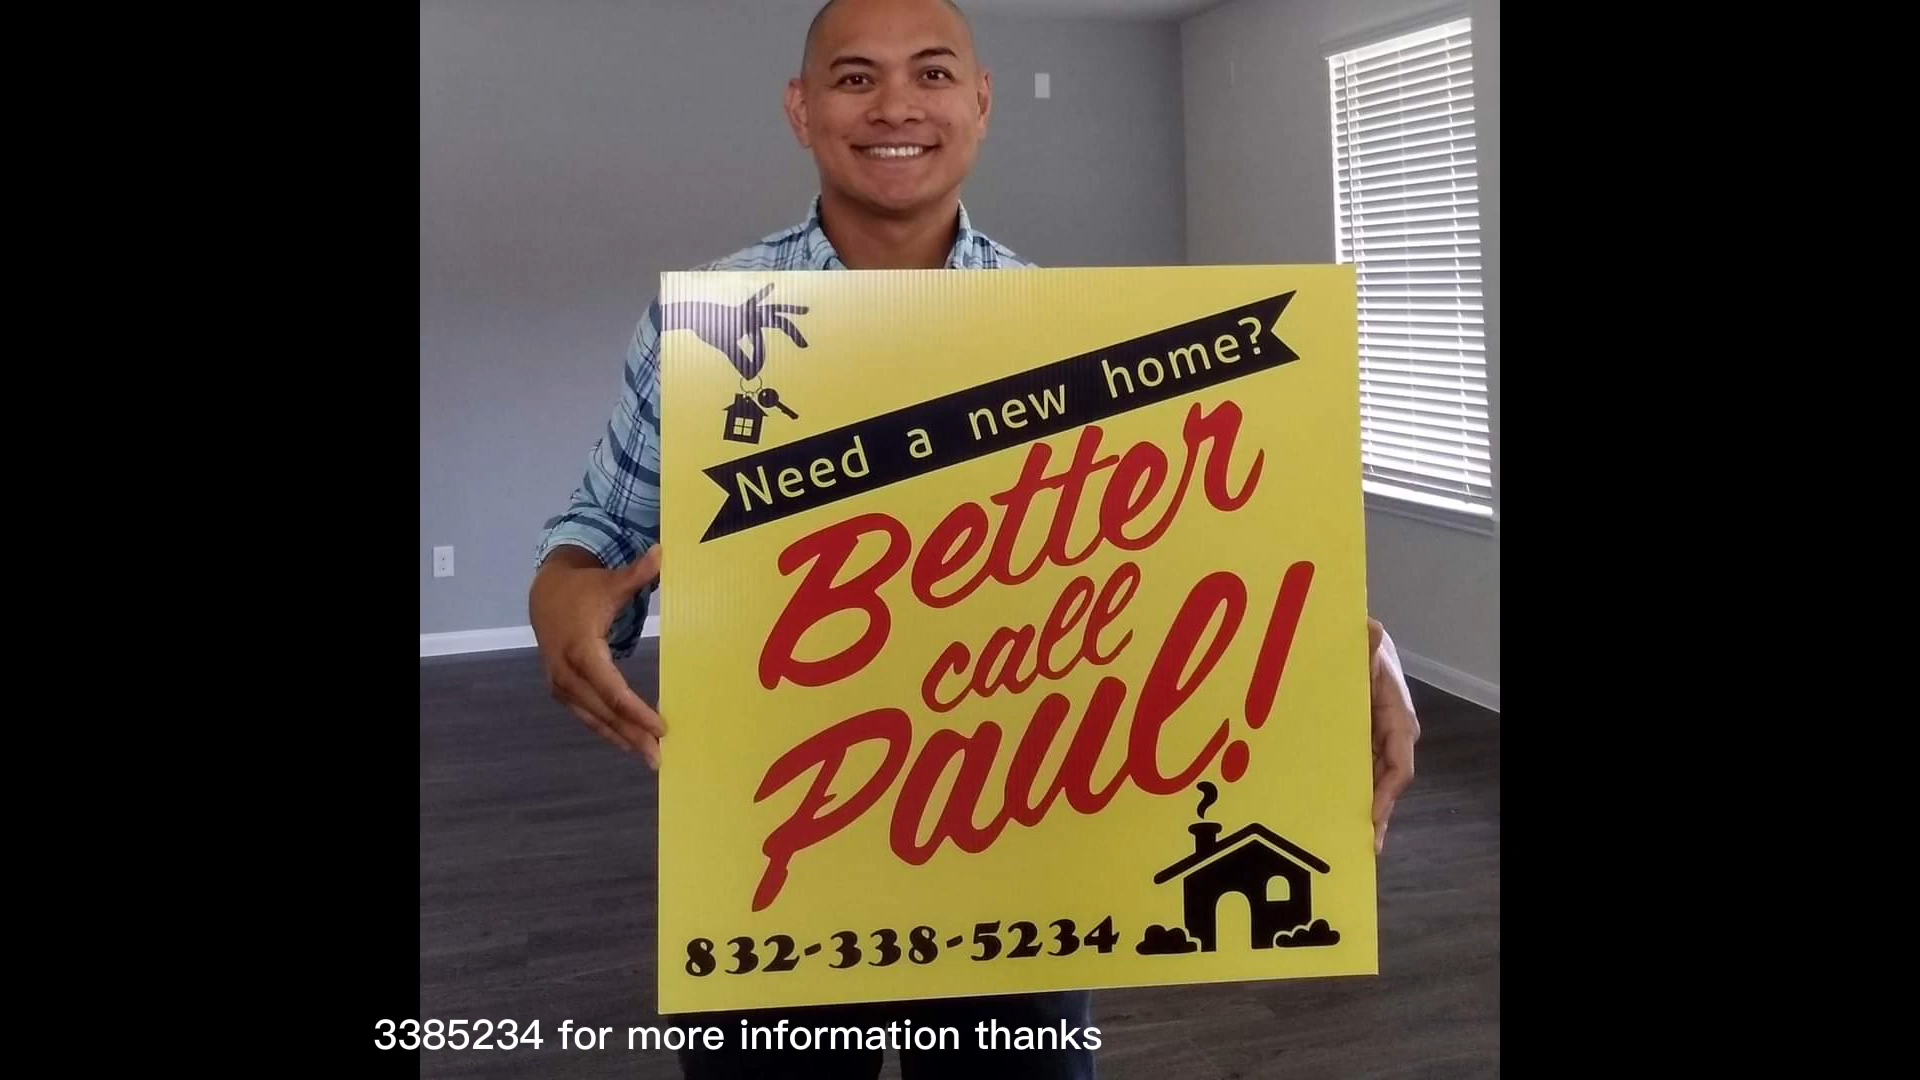 Need a new home?
Better
call
Paul!
832-338-5234
3385234 for more information thanks